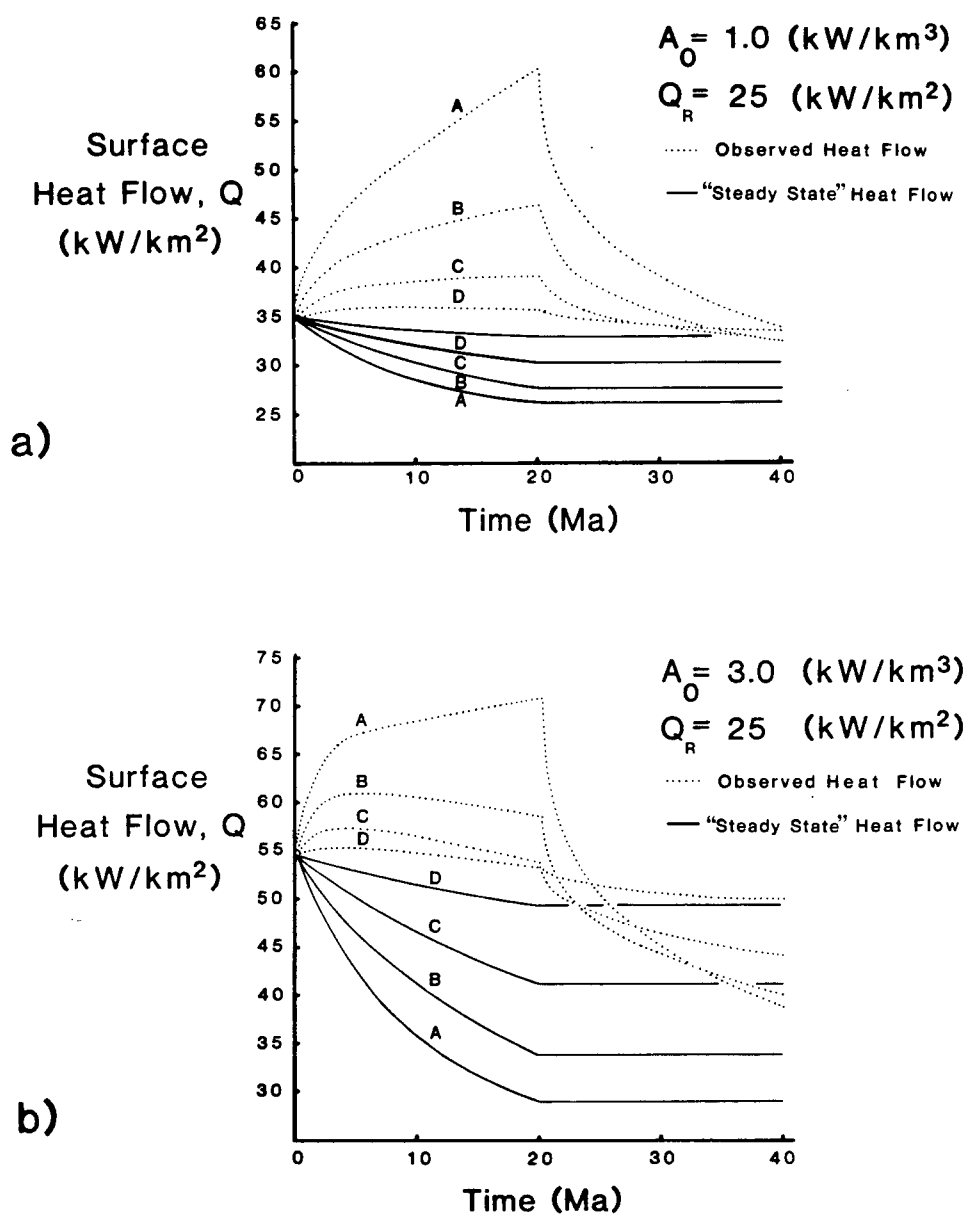 a)
Surface
Heat Flow, Q
(kW/km²)
65
60
55
50
45
40
35
30
25
A₀= 1.0 (kW/km³)
Q_R= 25 (kW/km²)
Observed Heat Flow
"Steady State" Heat Flow
A
B
C
D
D
C
B
A
0 10 20 30 40
Time (Ma)
b)
Surface
Heat Flow, Q
(kW/km²)
75
70
65
60
55
50
45
40
35
30
A₀= 3.0 (kW/km³)
Q_R= 25 (kW/km²)
Observed Heat Flow
"Steady State" Heat Flow
A
B
C
D
D
C
B
A
0 10 20 30 40
Time (Ma)